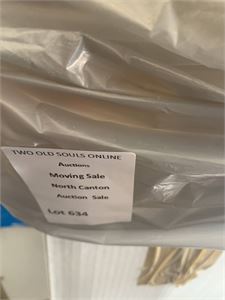 TWO OLD SOULS ONLINE
Auctions
Moving Sale
North Canton
Auction Sale
Lot 634